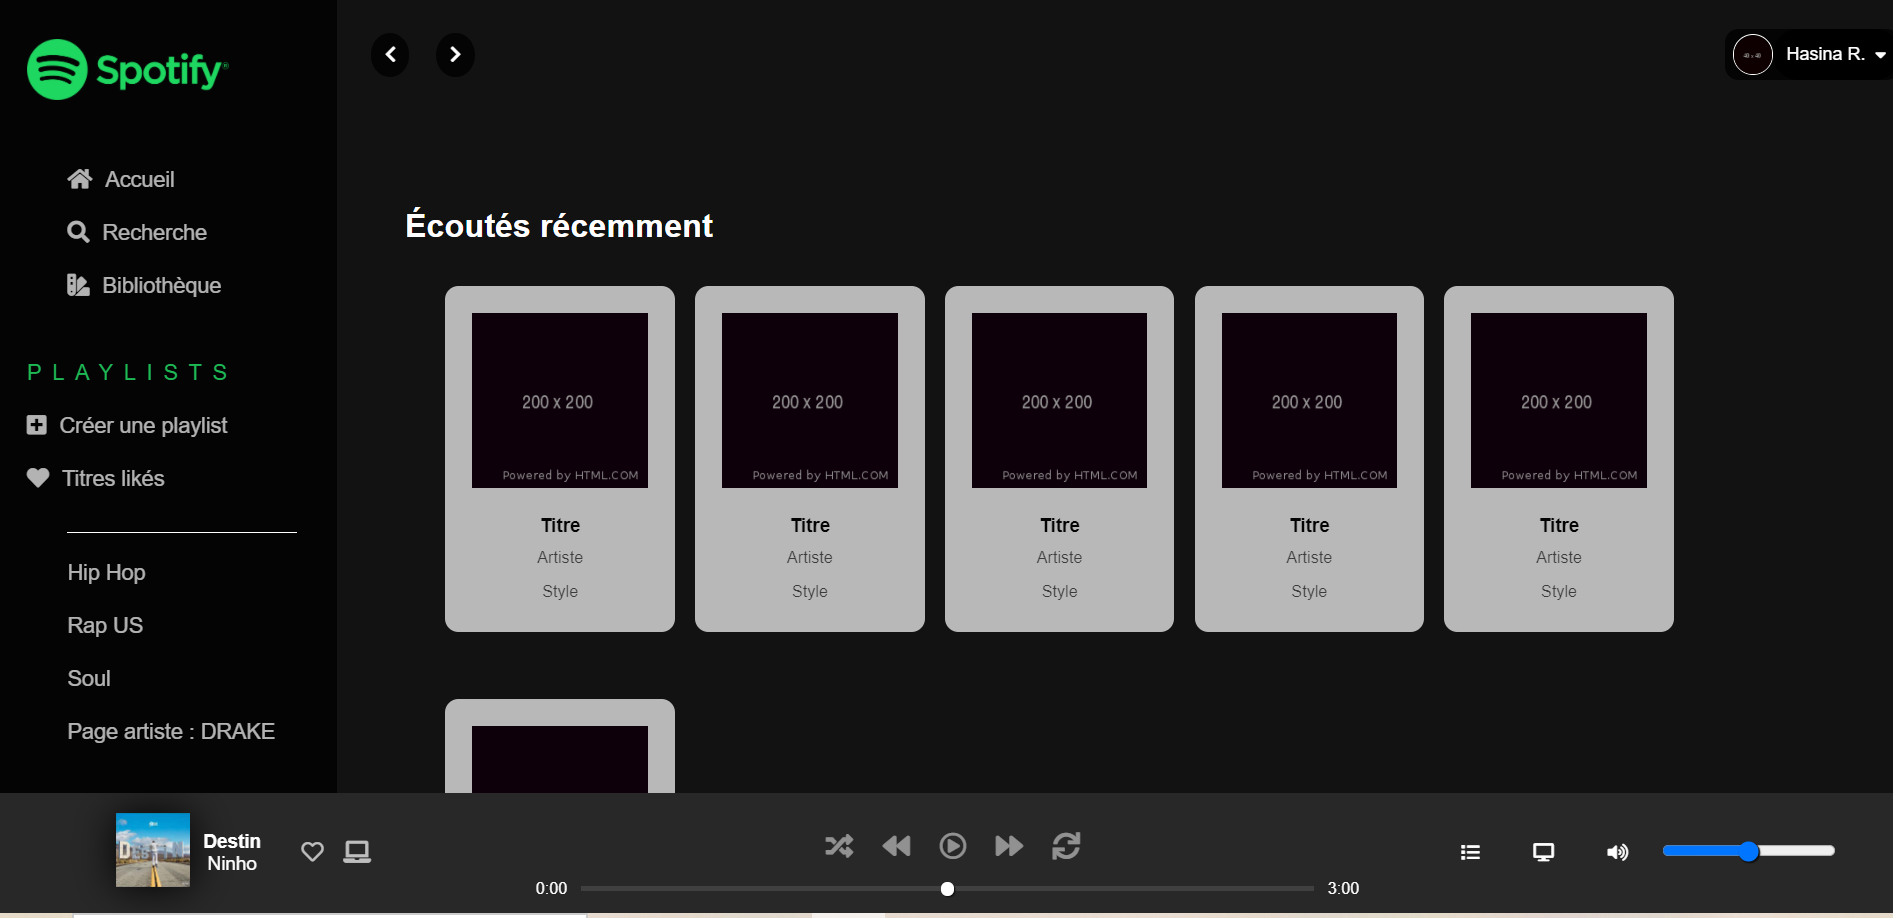 Spotify
Hasina R.
Accueil
Recherche
Bibliothèque
PLAYLISTS
Créer une playlist
Titres likés
Hip Hop
Rap US
Soul
Page artiste : DRAKE
Écoutés récemment
200 x 200
Powered by HTML.COM
Titre
Artiste
Style
200 x 200
Powered by HTML.COM
Titre
Artiste
Style
200 x 200
Powered by HTML.COM
Titre
Artiste
Style
200 x 200
Powered by HTML.COM
Titre
Artiste
Style
200 x 200
Powered by HTML.COM
Titre
Artiste
Style
Destin
Ninho
0:00
3:00